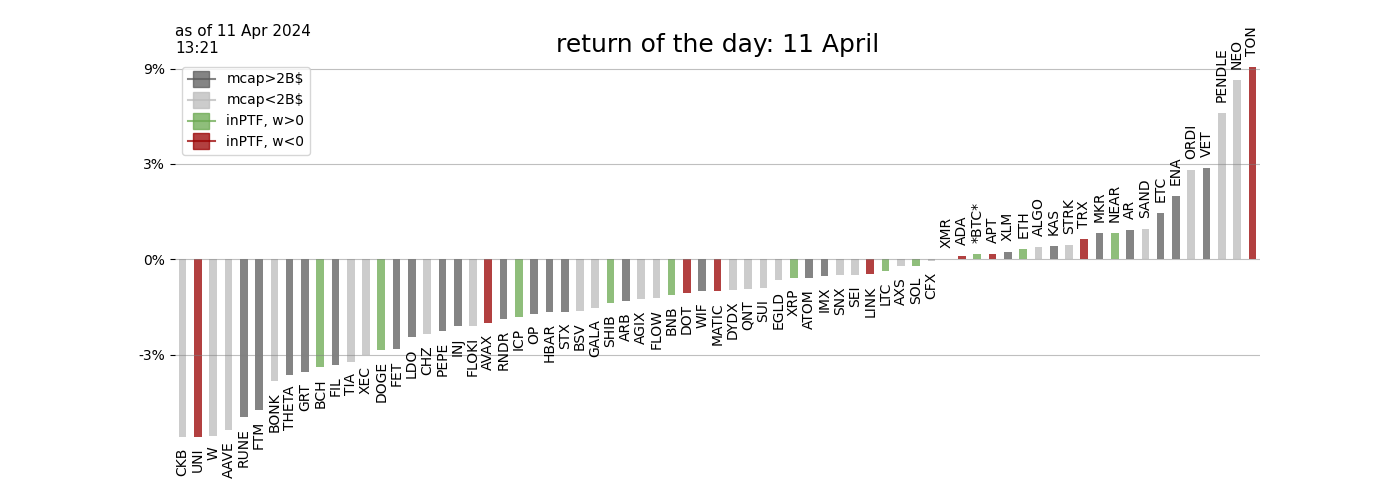 as of 11 Apr 2024
13:21
return of the day: 11 April
mcap>2B$
mcap<2B$
inPTF, w>0
inPTF, w<0
9%
3%
0%
-3%
CKB
UNI
W
AAVE
RUNE
FTM
BONK
THETA
GRT
BCH
FIL
TIA
XEC
DOGE
FET
LDO
CHZ
PEPE
INJ
FLOKI
AVAX
RNDR
ICP
OP
HBAR
STX
BSV
GALA
SHIB
ARB
AGIX
FLOW
BNB
DOT
WIF
MATIC
DYDX
QNT
SUI
EGLD
XRP
ATOM
IMX
SNX
SEI
LINK
LTC
AXS
SOL
CFX
XMR
ADA
*BTC*
APT
XLM
ETH
ALGO
KAS
STRK
TRX
MKR
NEAR
AR
SAND
ETC
ENA
ORDI
VET
PENDLE
NEO
TON